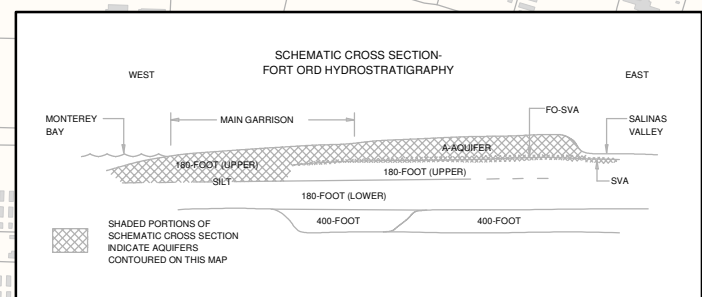 SCHEMATIC CROSS SECTION-
FORT ORD HYDROSTRATIGRAPHY
WEST
EAST
MONTEREY
BAY
MAIN GARRISON
FO-SVA
SALINAS
VALLEY
A-AQUIFER
180-FOOT (UPPER)
180-FOOT (UPPER)
SILT
SVA
180-FOOT (LOWER)
400-FOOT
400-FOOT
SHADED PORTIONS OF
SCHEMATIC CROSS SECTION
INDICATE AQUIFERS
CONTOURED ON THIS MAP